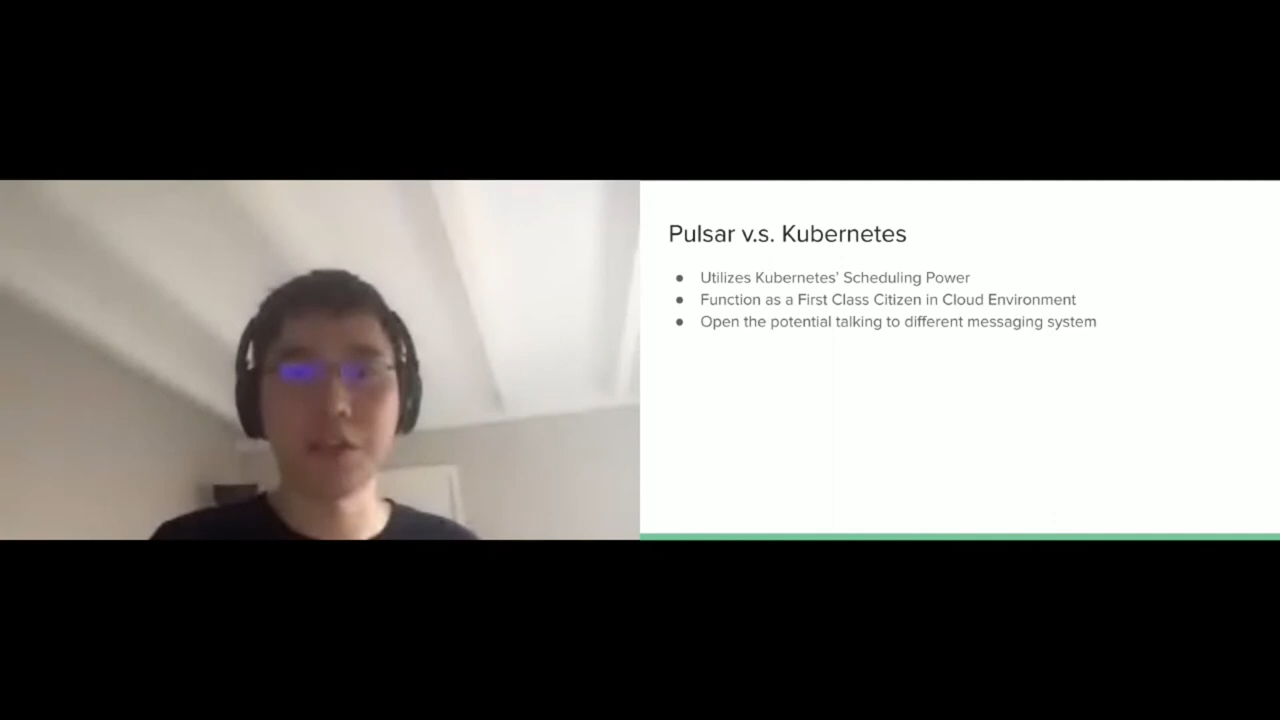 Pulsar v.s. Kubernetes
● Utilizes Kubernetes’ Scheduling Power
● Function as a First Class Citizen in Cloud Environment
● Open the potential talking to different messaging system